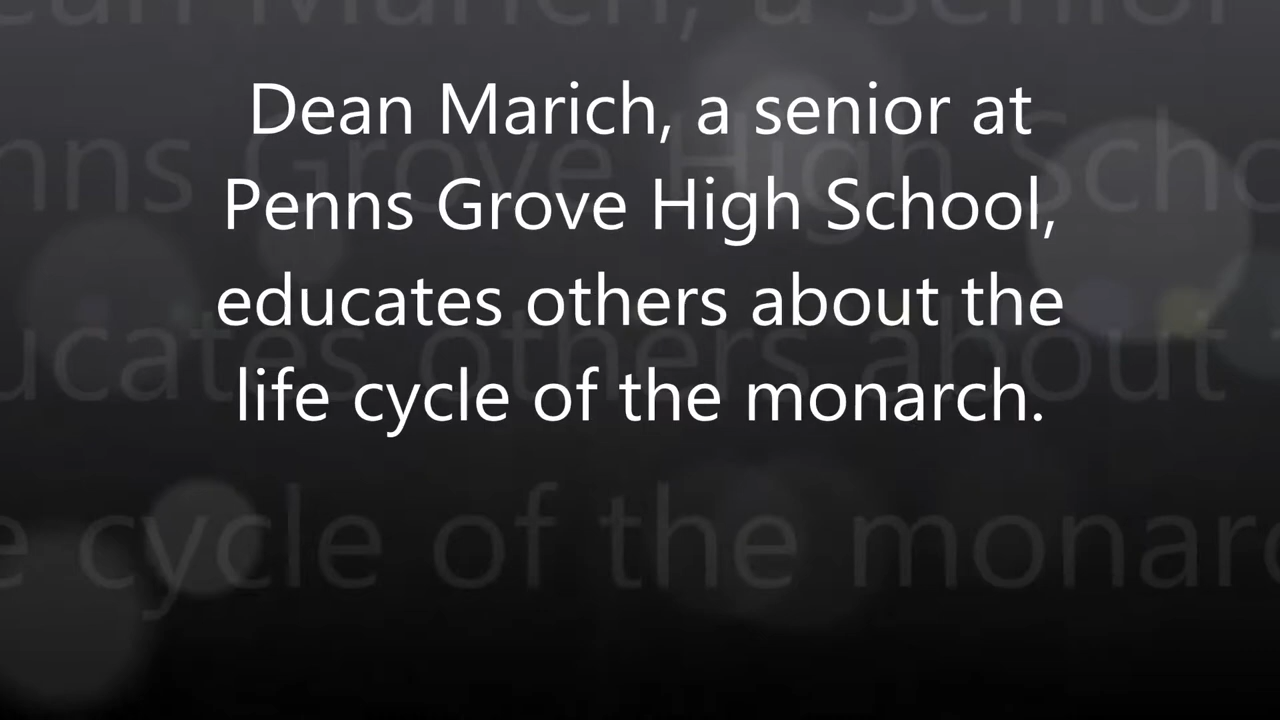 Dean Marich, a senior at
Penns Grove High School,
educates others about the
life cycle of the monarch.